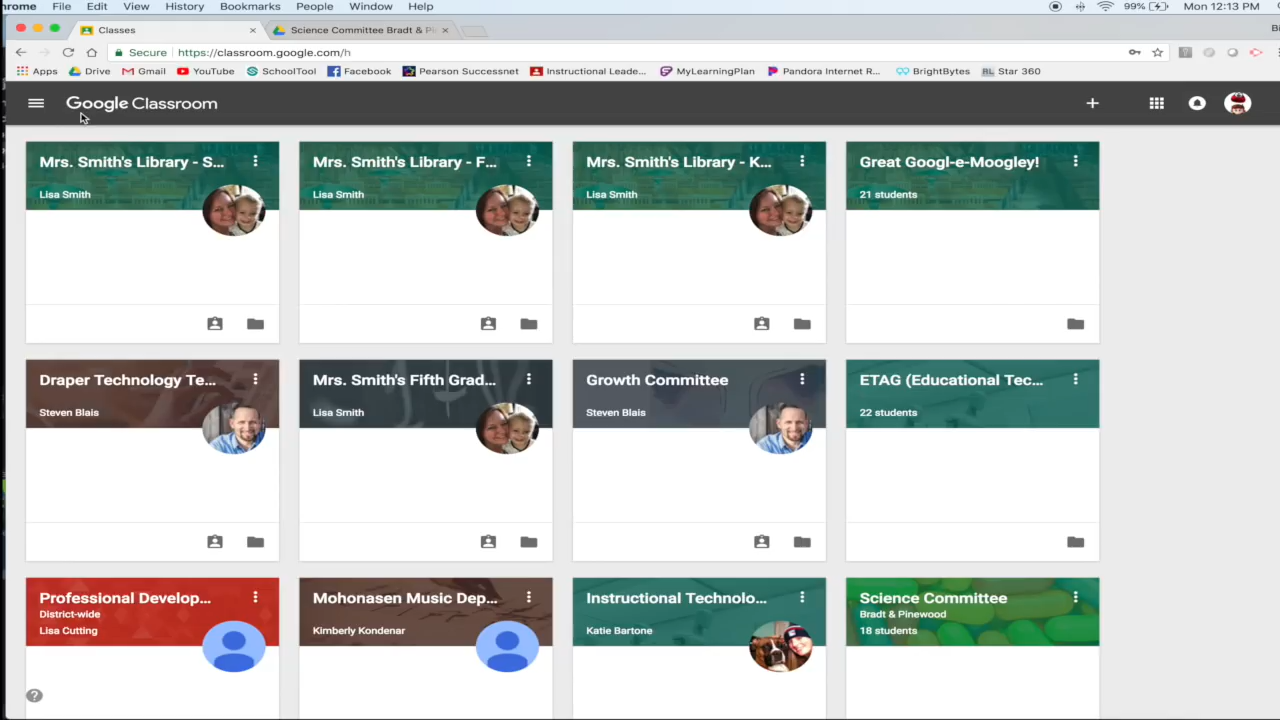 hrome File Edit View History Bookmarks People Window Help 99% Mon 12:13 PM
Classes Science Committee Bradt & Pi
Secure https://classroom.google.com/h
Apps Drive Gmail YouTube SchoolTool Facebook Pearson Successnet Instructional Leade... MyLearningPlan Pandora Internet R... BrightBytes RL Star 360
Google Classroom
Mrs. Smith's Library - S... Mrs. Smith's Library - F... Mrs. Smith's Library - K... Great Googl-e-Moogley!
Lisa Smith Lisa Smith Lisa Smith 21 students
Draper Technology Te... Mrs. Smith's Fifth Grad... Growth Committee ETAG (Educational Tec...
Steven Blais Lisa Smith Steven Blais 22 students
Professional Develop... Mohonasen Music Dep... Instructional Technolo... Science Committee
District-wide Bradt & Pinewood
Lisa Cutting Kimberly Kondenar Katie Bartone 18 students